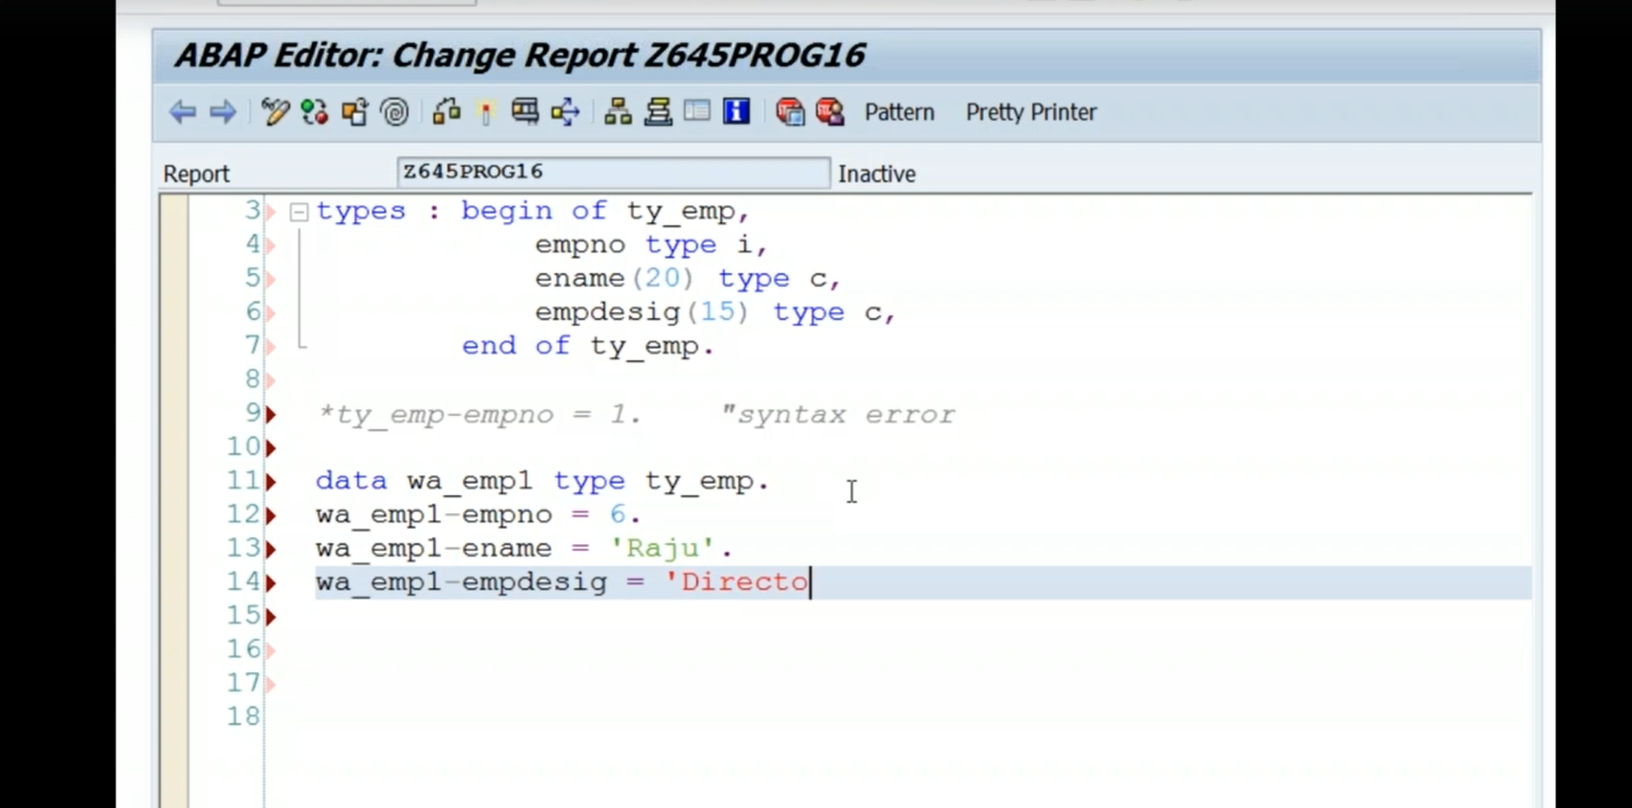 ABAP Editor: Change Report Z645PROG16
Pattern Pretty Printer
Report Z645PROG16 Inactive
3 types : begin of ty_emp,
4 empno type i,
5 ename(20) type c,
6 empdesig(15) type c,
7 end of ty_emp.
8
9 *ty_emp-empno = 1. "syntax error
10
11 data wa_emp1 type ty_emp.
12 wa_emp1-empno = 6.
13 wa_emp1-ename = 'Raju'.
14 wa_emp1-empdesig = 'Directo
15
16
17
18